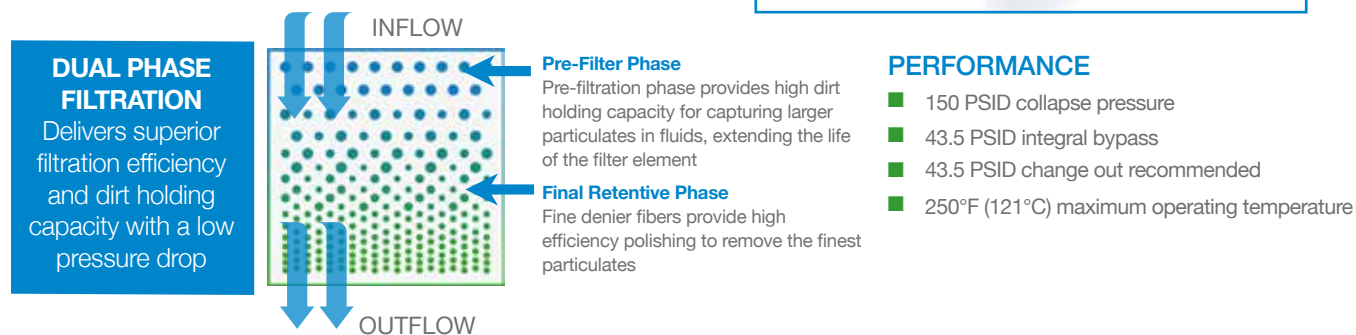 DUAL PHASE
FILTRATION
Delivers superior
filtration efficiency
and dirt holding
capacity with a low
pressure drop
INFLOW
OUTFLOW
Pre-Filter Phase
Pre-filtration phase provides high dirt
holding capacity for capturing larger
particulates in fluids, extending the life
of the filter element
Final Retentive Phase
Fine denier fibers provide high
efficiency polishing to remove the finest
particulates
PERFORMANCE
150 PSID collapse pressure
43.5 PSID integral bypass
43.5 PSID change out recommended
250°F (121°C) maximum operating temperature